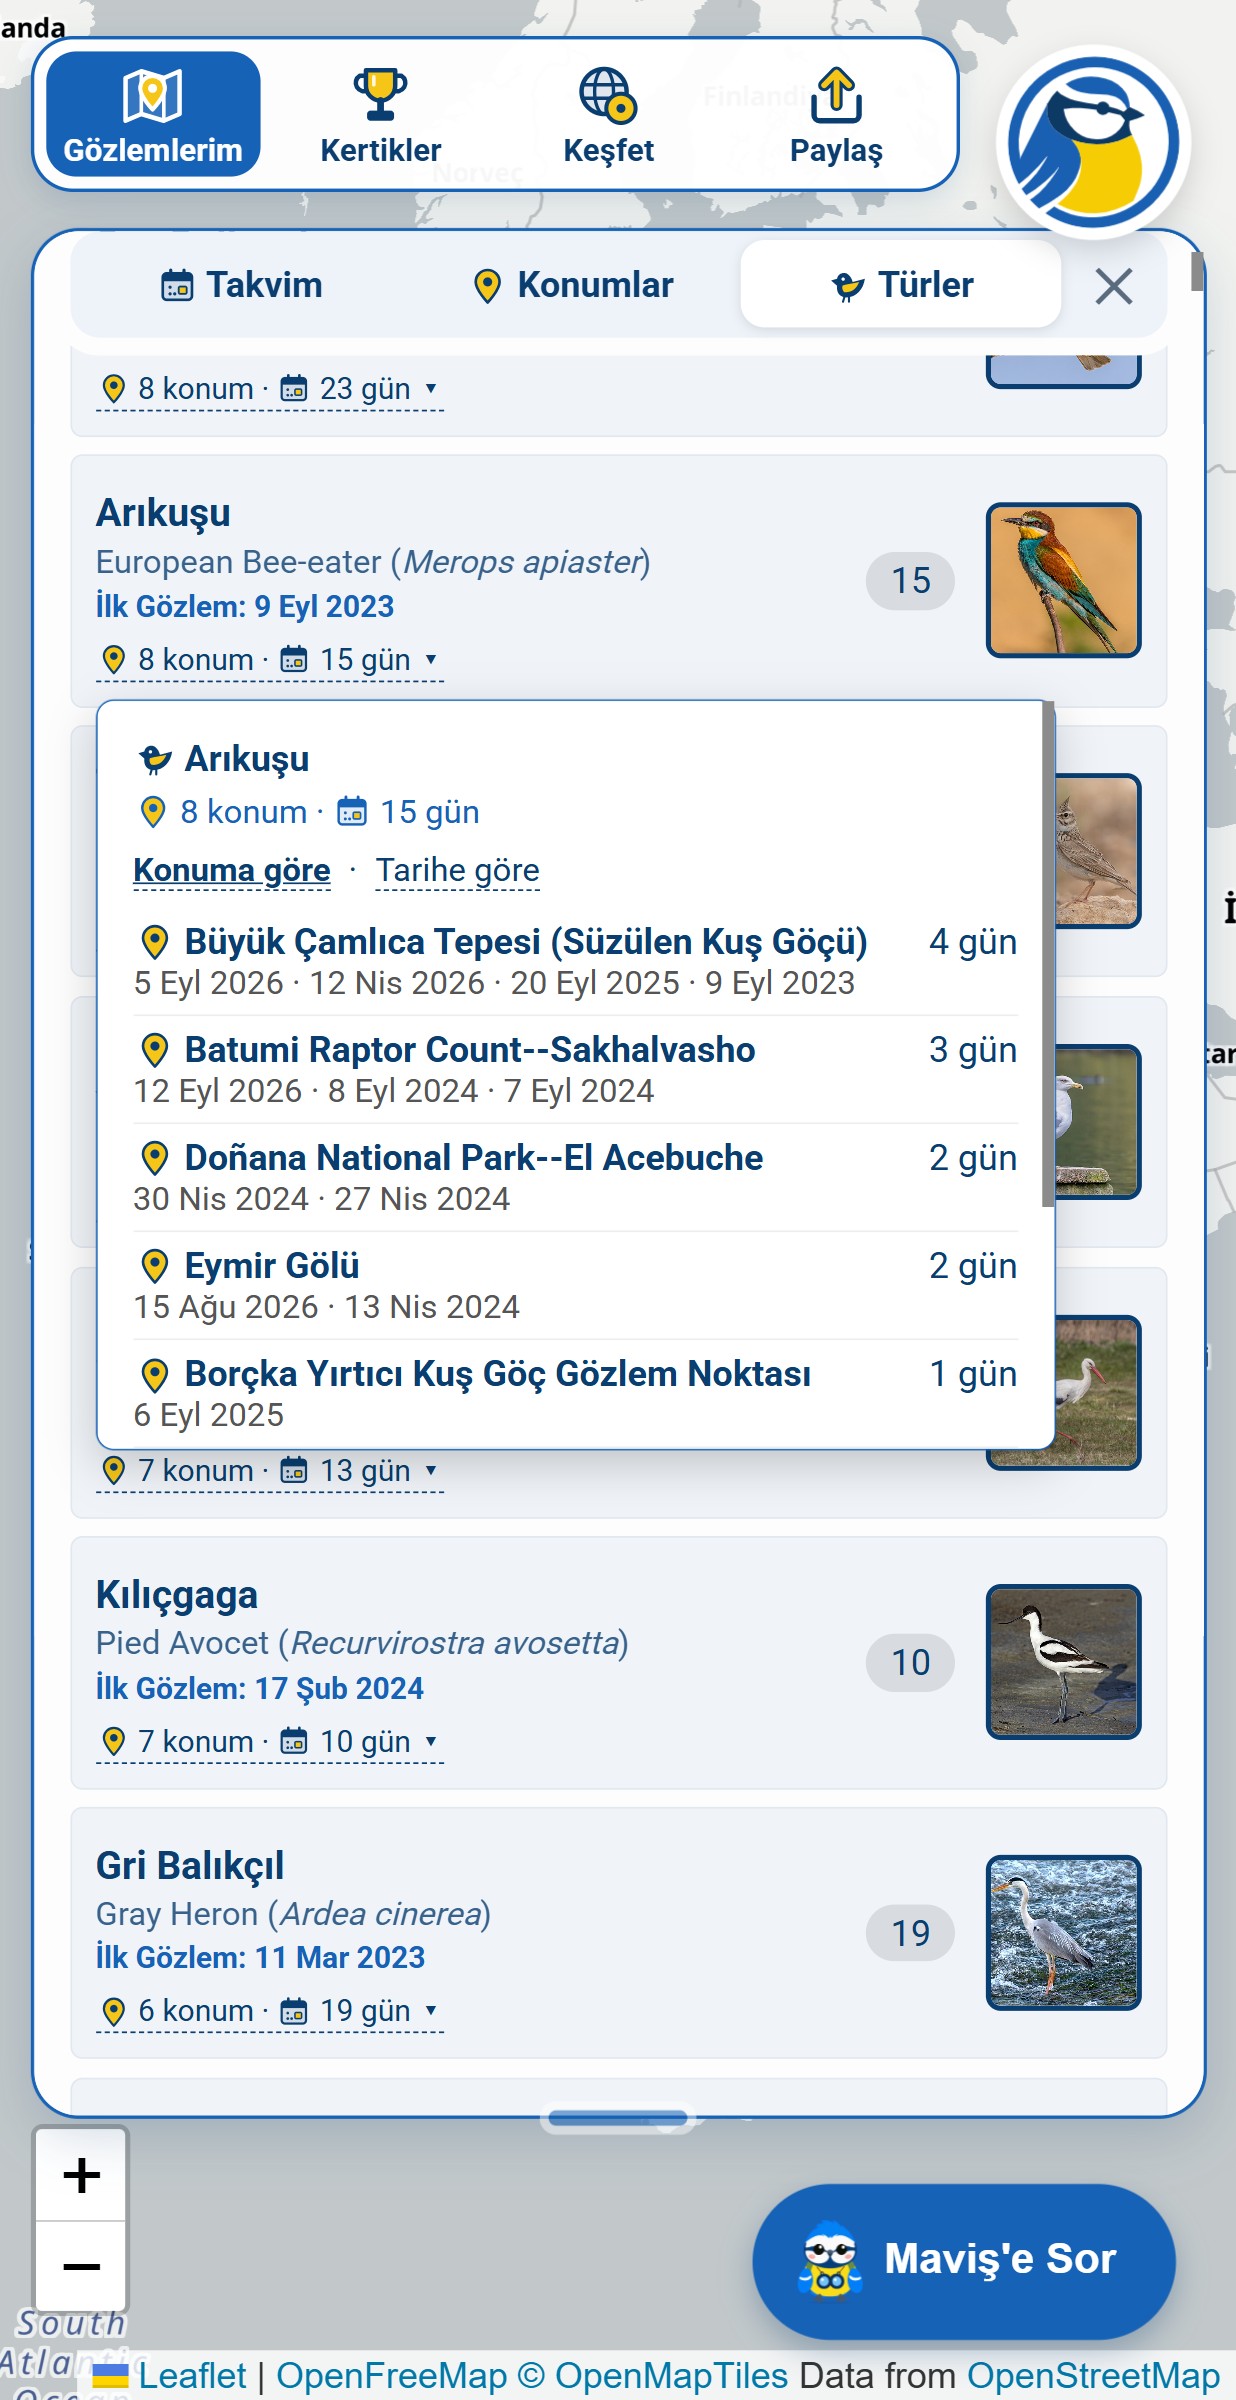 anda
Finlandi
Norveç
Gözlemlerim
Kertikler
Keşfet
Paylaş
Takvim
Konumlar
Türler
8 konum · 23 gün ▾
Arıkuşu
European Bee-eater (Merops apiaster)
İlk Gözlem: 9 Eyl 2023
8 konum · 15 gün ▾
15
Arıkuşu
8 konum · 15 gün
Konuma göre · Tarihe göre
Büyük Çamlıca Tepesi (Süzülen Kuş Göçü) 4 gün
5 Eyl 2026 · 12 Nis 2026 · 20 Eyl 2025 · 9 Eyl 2023
Batumi Raptor Count--Sakhalvasho 3 gün
12 Eyl 2026 · 8 Eyl 2024 · 7 Eyl 2024
Doñana National Park--El Acebuche 2 gün
30 Nis 2024 · 27 Nis 2024
Eymir Gölü 2 gün
15 Ağu 2026 · 13 Nis 2024
Borçka Yırtıcı Kuş Göç Gözlem Noktası 1 gün
6 Eyl 2025
7 konum · 13 gün ▾
Kılıçgaga
Pied Avocet (Recurvirostra avosetta)
İlk Gözlem: 17 Şub 2024
7 konum · 10 gün ▾
10
Gri Balıkçıl
Gray Heron (Ardea cinerea)
İlk Gözlem: 11 Mar 2023
6 konum · 19 gün ▾
19
+
−
Maviş'e Sor
South
Atlantic
Ocean
Leaflet | OpenFreeMap © OpenMapTiles Data from OpenStreetMap